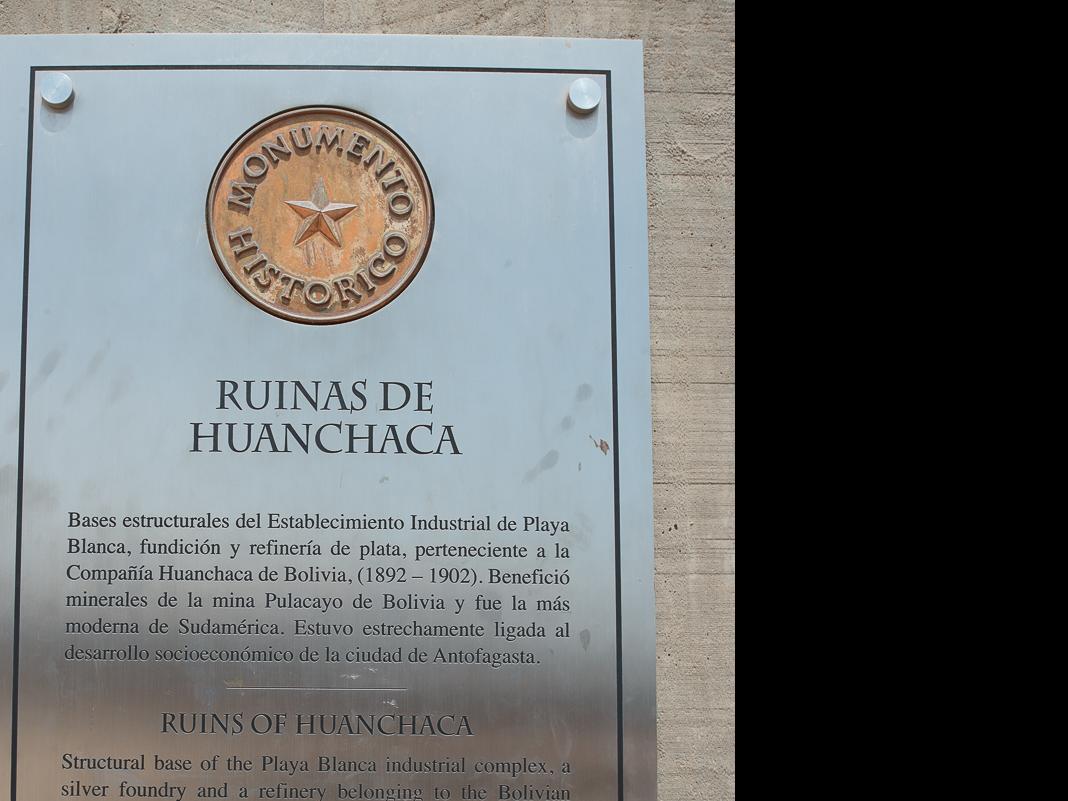 MONUMENTO
HISTORICO
RUINAS DE
HUANCHACA
Bases estructurales del Establecimiento Industrial de Playa
Blanca, fundición y refinería de plata, perteneciente a la
Compañía Huanchaca de Bolivia, (1892 – 1902). Benefició
minerales de la mina Pulacayo de Bolivia y fue la más
moderna de Sudamérica. Estuvo estrechamente ligada al
desarrollo socioeconómico de la ciudad de Antofagasta.
RUINS OF HUANCHACA
Structural base of the Playa Blanca industrial complex, a
silver foundry and a refinery belonging to the Bolivian